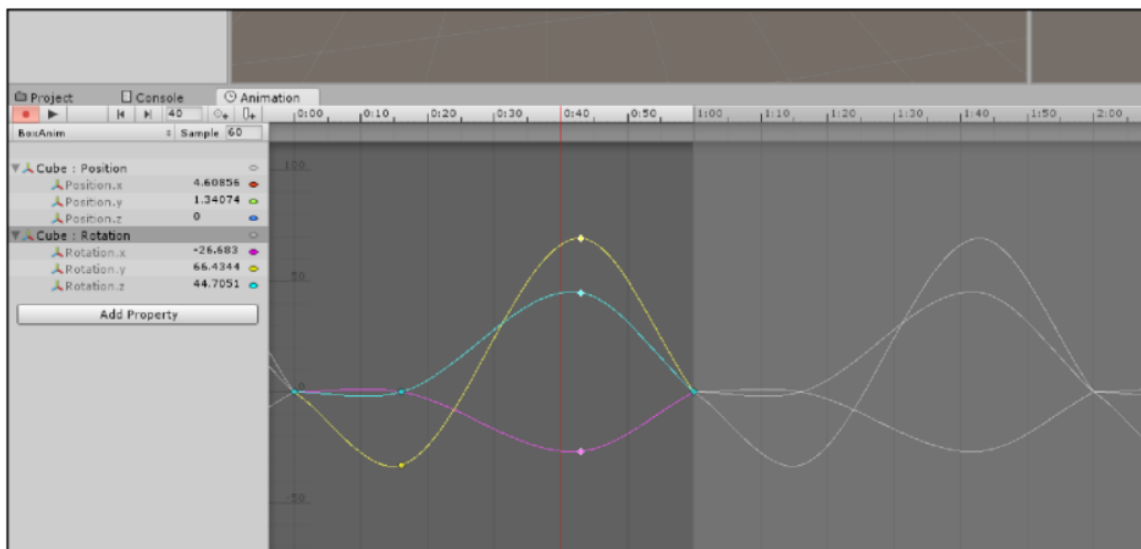 Project Console Animation
40 0:00 0:10 0:20 0:30 0:40 0:50 1:00 1:10 1:20 1:30 1:40 1:50 2:00
BoxAnim Sample 60
Cube : Position
Position.x 4.60856
Position.y 1.34074
Position.z 0
Cube : Rotation
Rotation.x -26.683
Rotation.y 66.4344
Rotation.z 44.7051
Add Property
100
50
0
-50